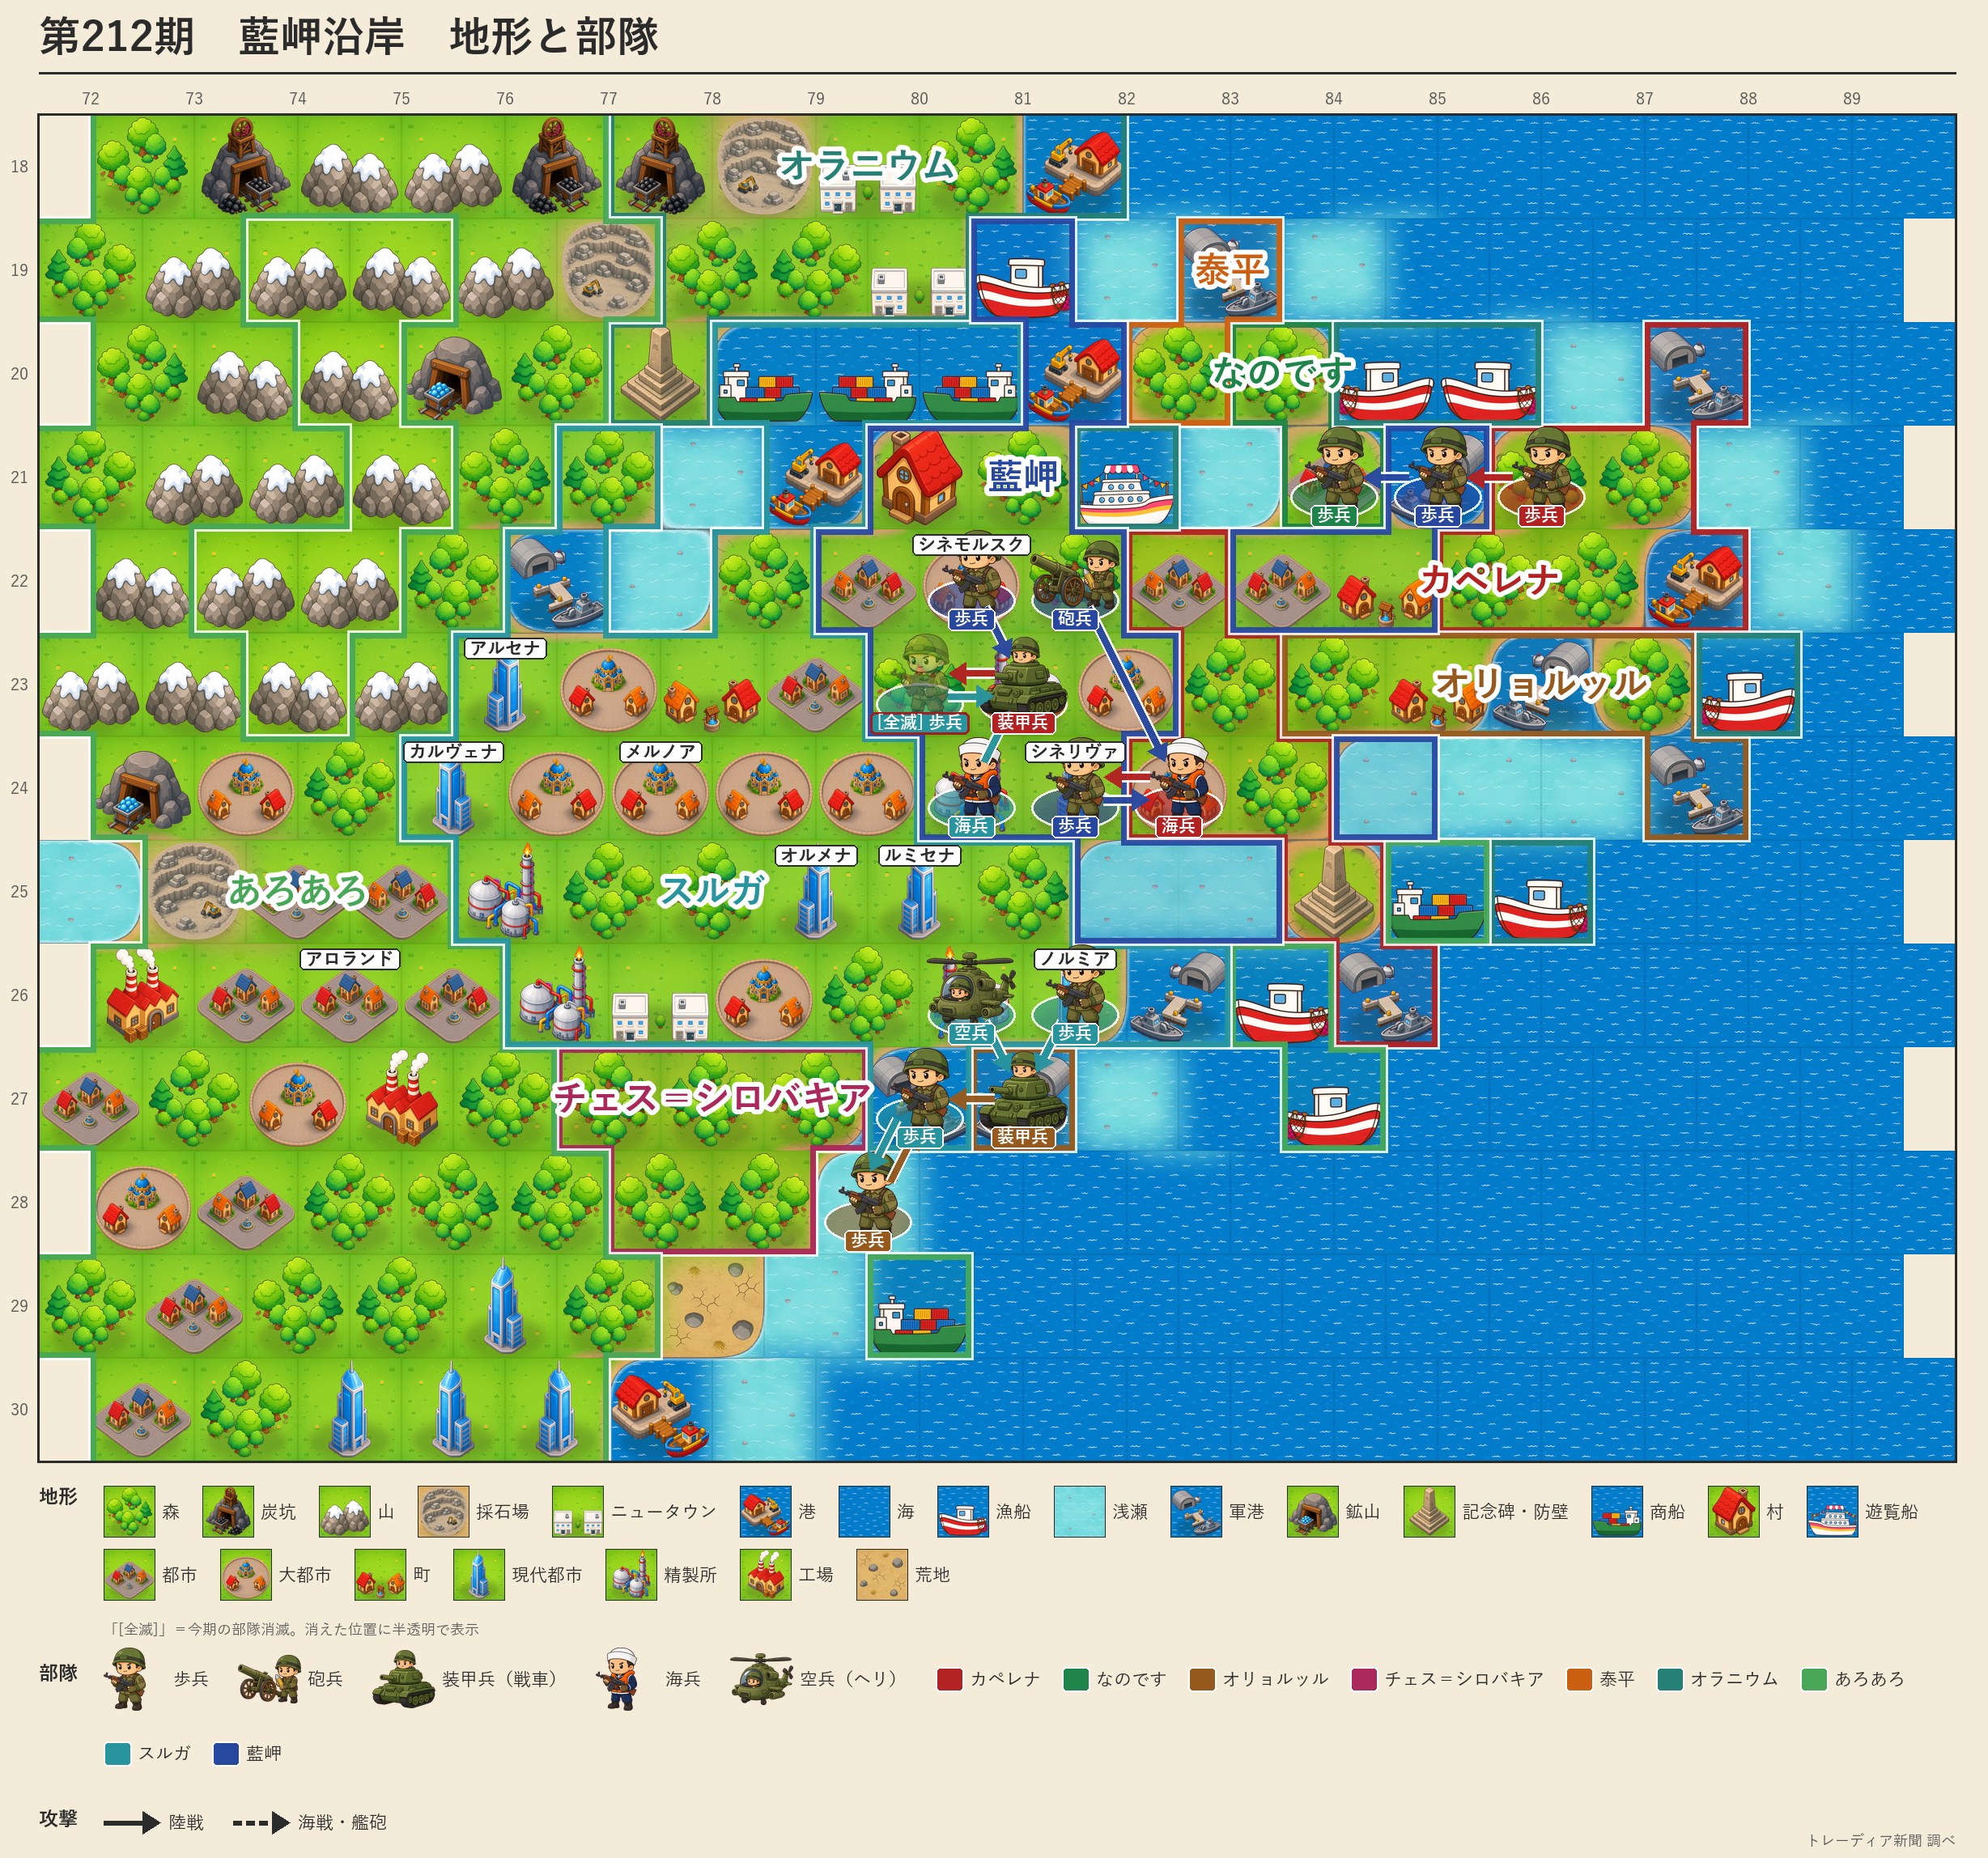 第212期 藍岬沿岸 地形と部隊
72 73 74 75 76 77 78 79 80 81 82 83 84 85 86 87 88 89
18
オラニウム
19
泰平
20
なのです
21
藍岬
歩兵 歩兵 歩兵
22
シネモルスク
カペレナ
歩兵 砲兵
23
アルセナ
オリョルッル
[全滅] 歩兵 装甲兵
24
カルヴェナ メルノア シネリヴァ
海兵 歩兵 海兵
25
オルメナ ルミセナ
あろあろ スルガ
26
アロランド ノルミア
空兵 歩兵
27
チェス=シロバキア
歩兵 装甲兵
28
歩兵
29
30
地形 森 炭坑 山 採石場 ニュータウン 港 海 漁船 浅瀬 軍港 鉱山 記念碑・防壁 商船 村 遊覧船
都市 大都市 町 現代都市 精製所 工場 荒地
「[全滅]」=今期の部隊消滅。消えた位置に半透明で表示
部隊 歩兵 砲兵 装甲兵（戦車） 海兵 空兵（ヘリ） カペレナ なのです オリョルッル チェス=シロバキア 泰平 オラニウム あろあろ
スルガ 藍岬
攻撃 陸戦 海戦・艦砲
トレーディア新聞 調べ